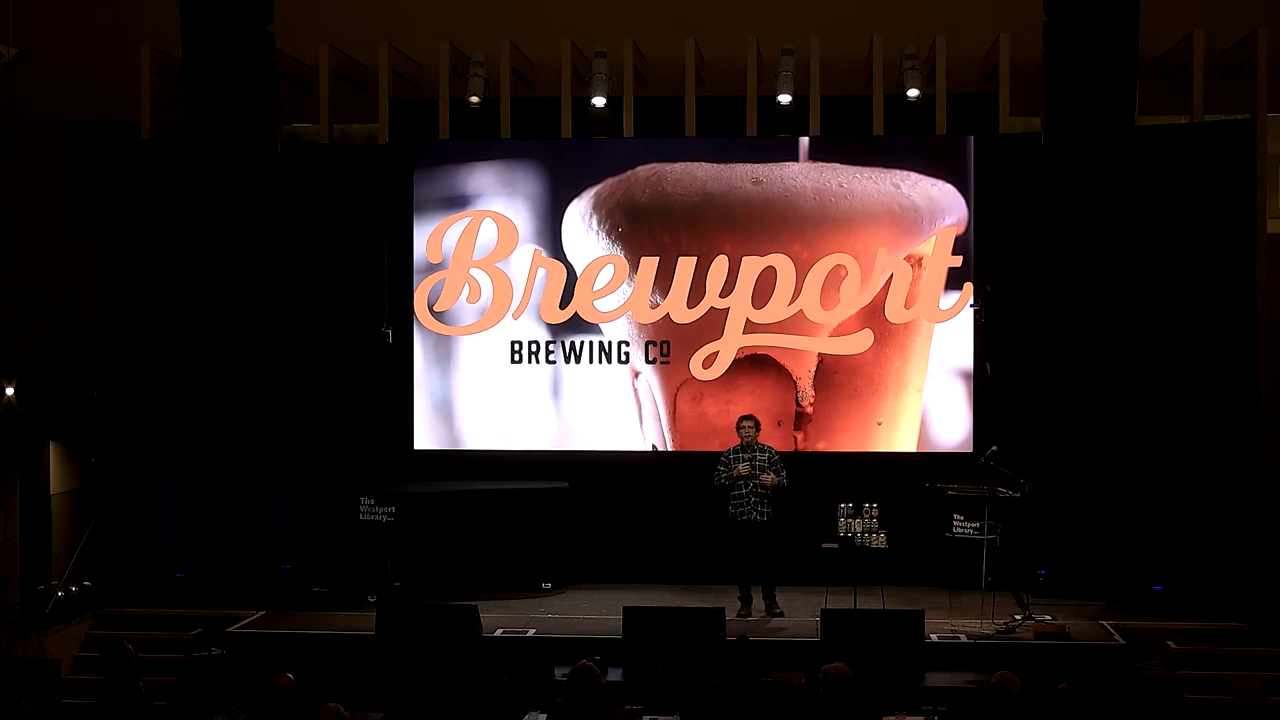 Brewport
BREWING CO
The
Westport
Library...
The
Westport
Library...